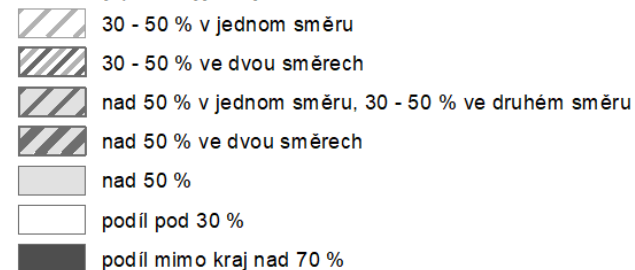 30 - 50 % v jednom směru
30 - 50 % ve dvou směrech
nad 50 % v jednom směru, 30 - 50 % ve druhém směru
nad 50 % ve dvou směrech
nad 50 %
podíl pod 30 %
podíl mimo kraj nad 70 %